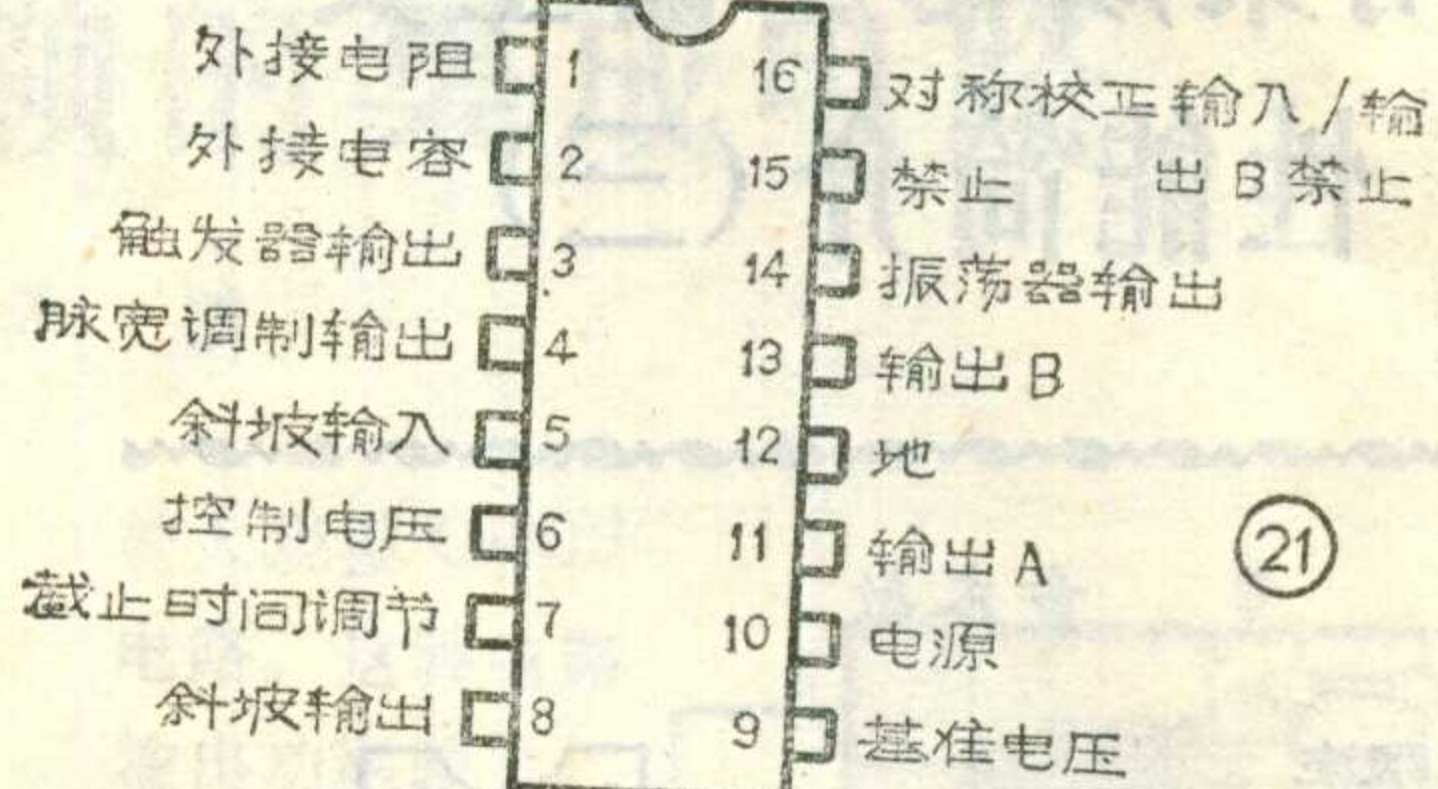 外接电阻 1
外接电容 2
触发器输出 3
脉宽调制输出 4
斜坡输入 5
控制电压 6
截止时间调节 7
斜坡输出 8
16 对称校正输入/输
15 禁止 出B禁止
14 振荡器输出
13 输出B
12 地
11 输出A
10 电源
9 基准电压
21